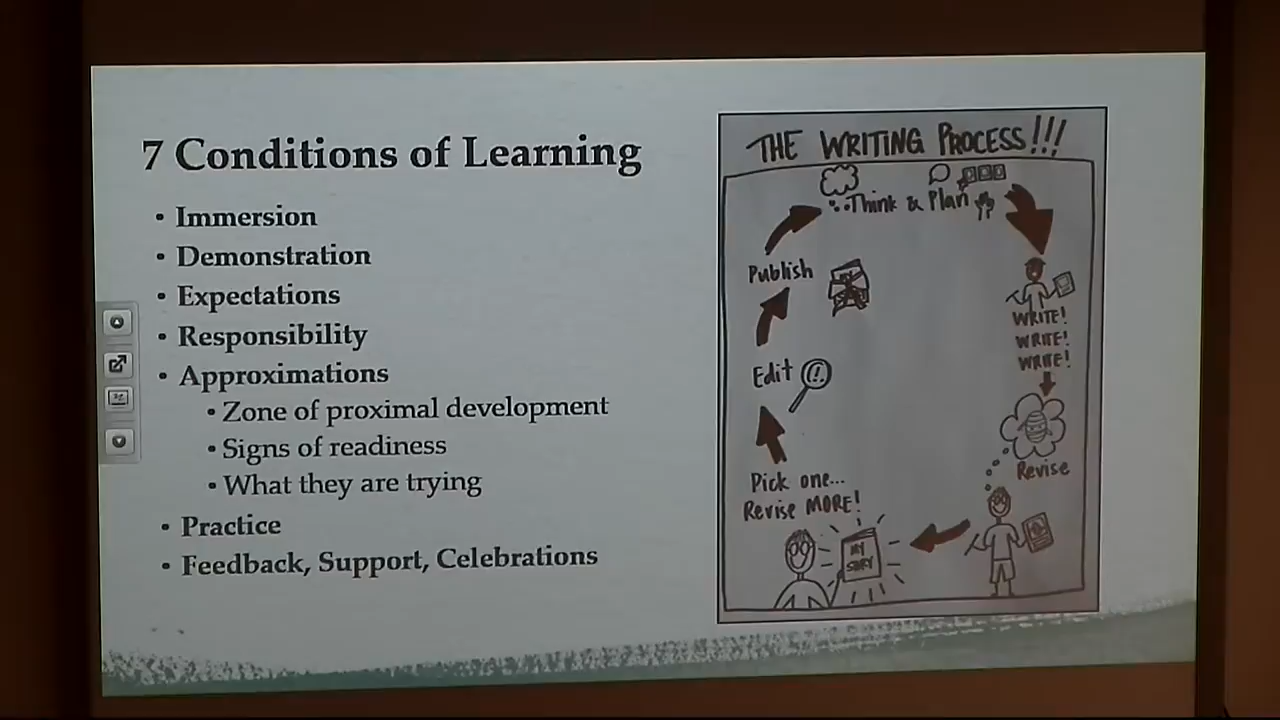 7 Conditions of Learning
• Immersion
• Demonstration
• Expectations
• Responsibility
• Approximations
• Zone of proximal development
• Signs of readiness
• What they are trying
• Practice
• Feedback, Support, Celebrations
THE WRITING PROCESS!!!
Think & Plan
WRITE!
WRITE!
WRITE!
Revise
Pick one...
Revise MORE!
MY
STORY
Edit
!!
Publish